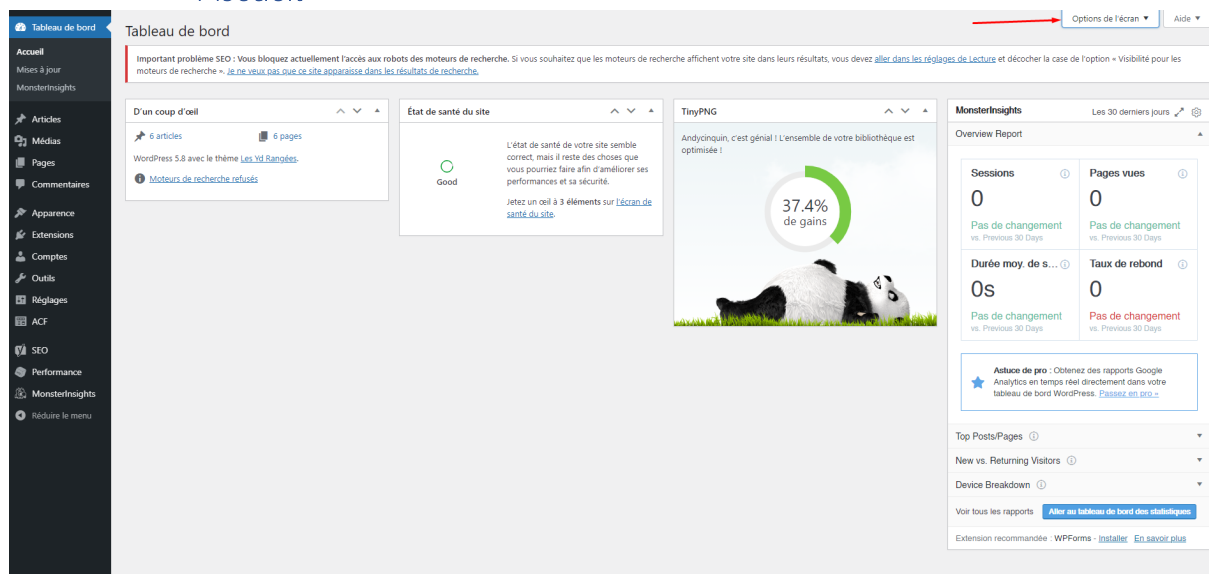 Tableau de bord
Accueil
Mises à jour
MonsterInsights
Articles
Médias
Pages
Commentaires
Apparence
Extensions
Comptes
Outils
Réglages
ACF
SEO
Performance
MonsterInsights
Réduire le menu
Options de l'écran
Aide
Tableau de bord
Important problème SEO : Vous bloquez actuellement l'accès aux robots des moteurs de recherche. Si vous souhaitez que les moteurs de recherche affichent votre site dans leurs résultats, vous devez aller dans les réglages de Lecture et décocher la case de l'option « Visibilité pour les
moteurs de recherche ». Je ne veux pas que ce site apparaisse dans les résultats de recherche.
D'un coup d'œil
6 articles
6 pages
WordPress 5.8 avec le thème Les Yd Rangées.
Moteurs de recherche refusés
État de santé du site
Good
L'état de santé de votre site semble
correct, mais il reste des choses que
vous pourriez faire afin d'améliorer ses
performances et sa sécurité.
Jetez un œil à 3 éléments sur l'écran de
santé du site.
TinyPNG
Andycinquin, c'est génial ! L'ensemble de votre bibliothèque est
optimisée !
37.4%
de gains
MonsterInsights
Les 30 derniers jours
Overview Report
Sessions
0
Pas de changement
vs. Previous 30 Days
Pages vues
0
Pas de changement
vs. Previous 30 Days
Durée moy. de s...
0s
Pas de changement
vs. Previous 30 Days
Taux de rebond
0
Pas de changement
vs. Previous 30 Days
Astuce de pro : Obtenez des rapports Google
Analytics en temps réel directement dans votre
tableau de bord WordPress. Passez en pro »
Top Posts/Pages
New vs. Returning Visitors
Device Breakdown
Voir tous les rapports
Aller au tableau de bord des statistiques
Extension recommandée : WPForms - Installer En savoir plus